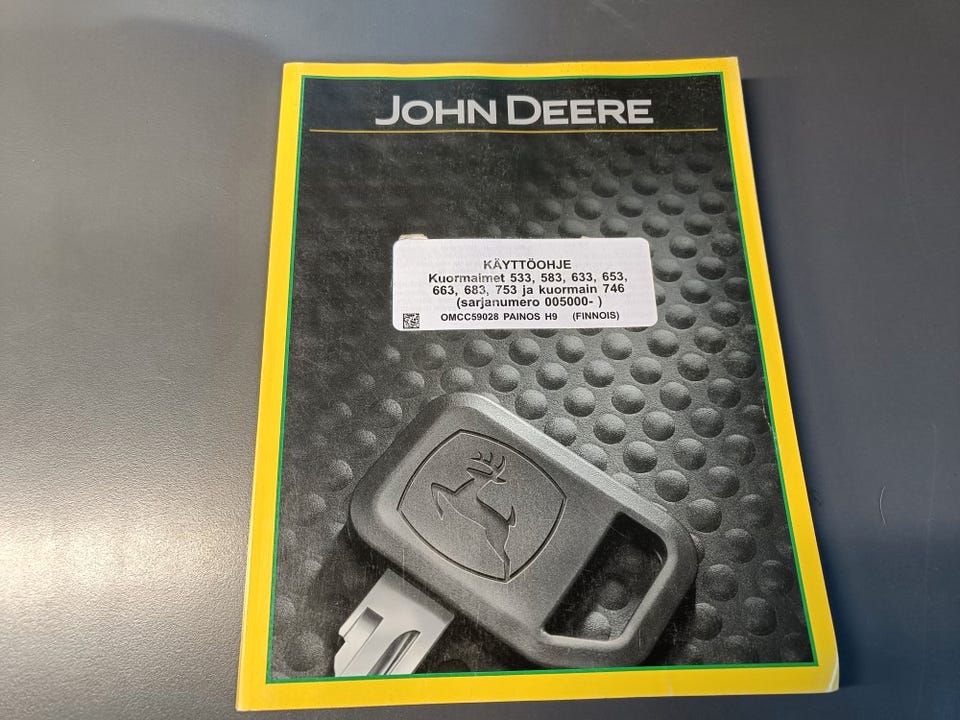 JOHN DEERE
KÄYTTÖOHJE
Kuormaimet 533, 583, 633, 653,
663, 683, 753 ja kuormain 746
(sarjanumero 005000- )
OMCC59028 PAINOS H9 (FINNOIS)